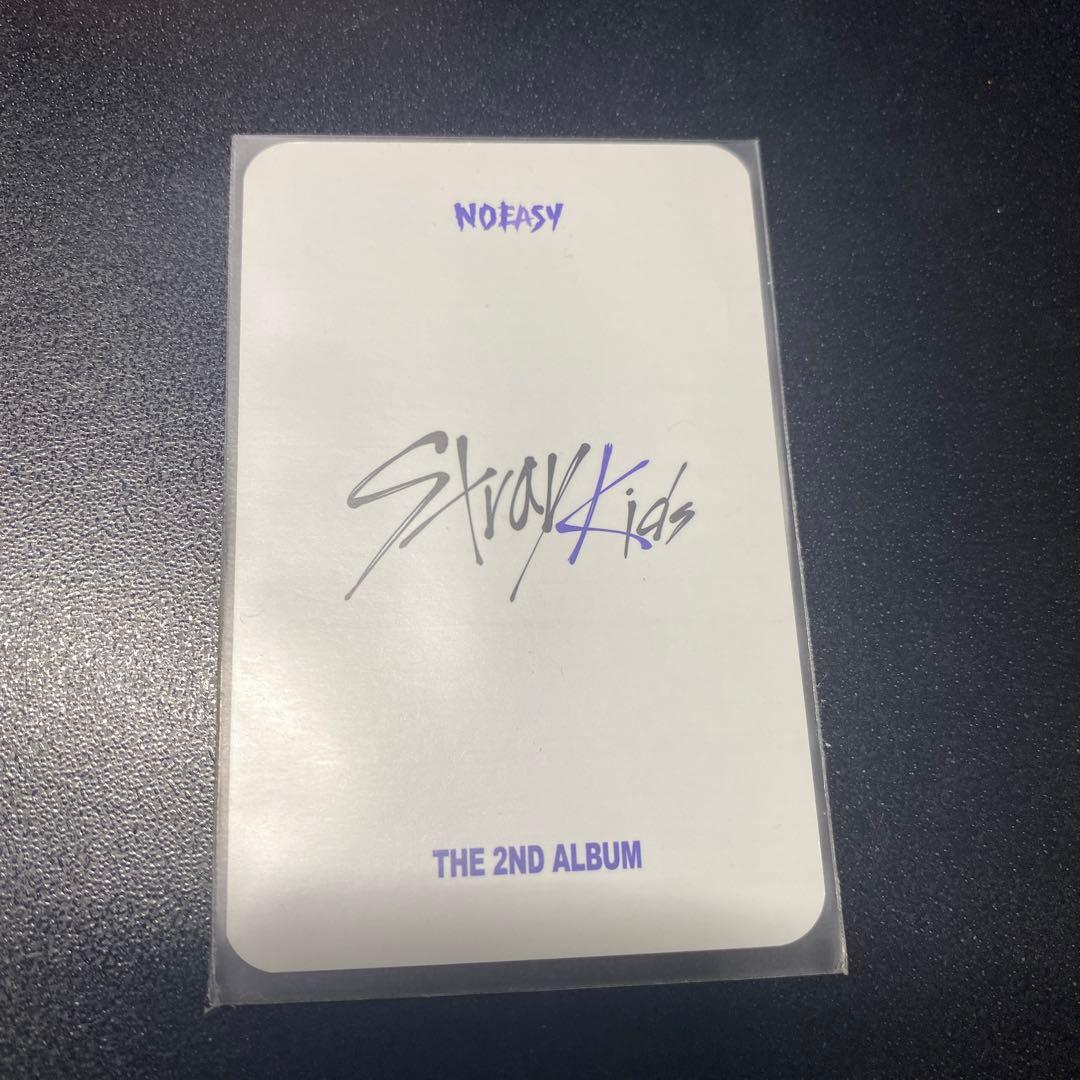 NOEASY
Stray Kids
THE 2ND ALBUM